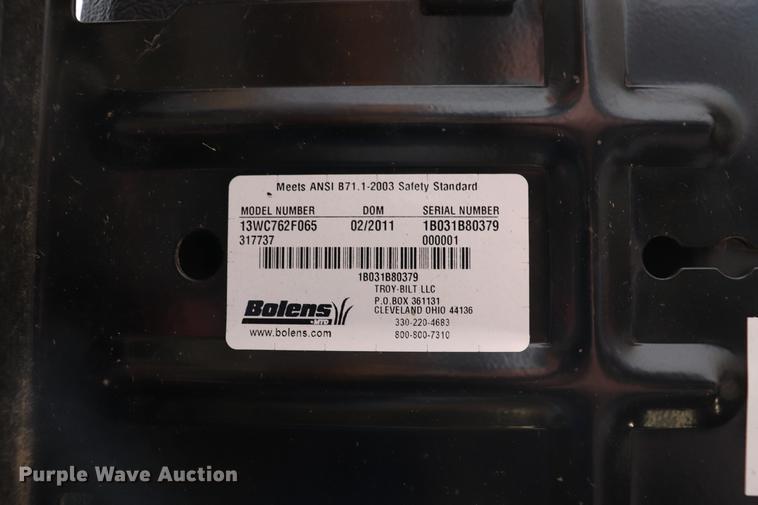 Meets ANSI B71.1-2003 Safety Standard
MODEL NUMBER DOM SERIAL NUMBER
13WC762F065 02/2011 1B031B80379
317737 000001
1B031B80379
TROY-BILT LLC
P.O.BOX 361131
CLEVELAND OHIO 44136
330-220-4683
800-800-7310
Bolens
BY MTD
www.bolens.com
Purple Wave Auction